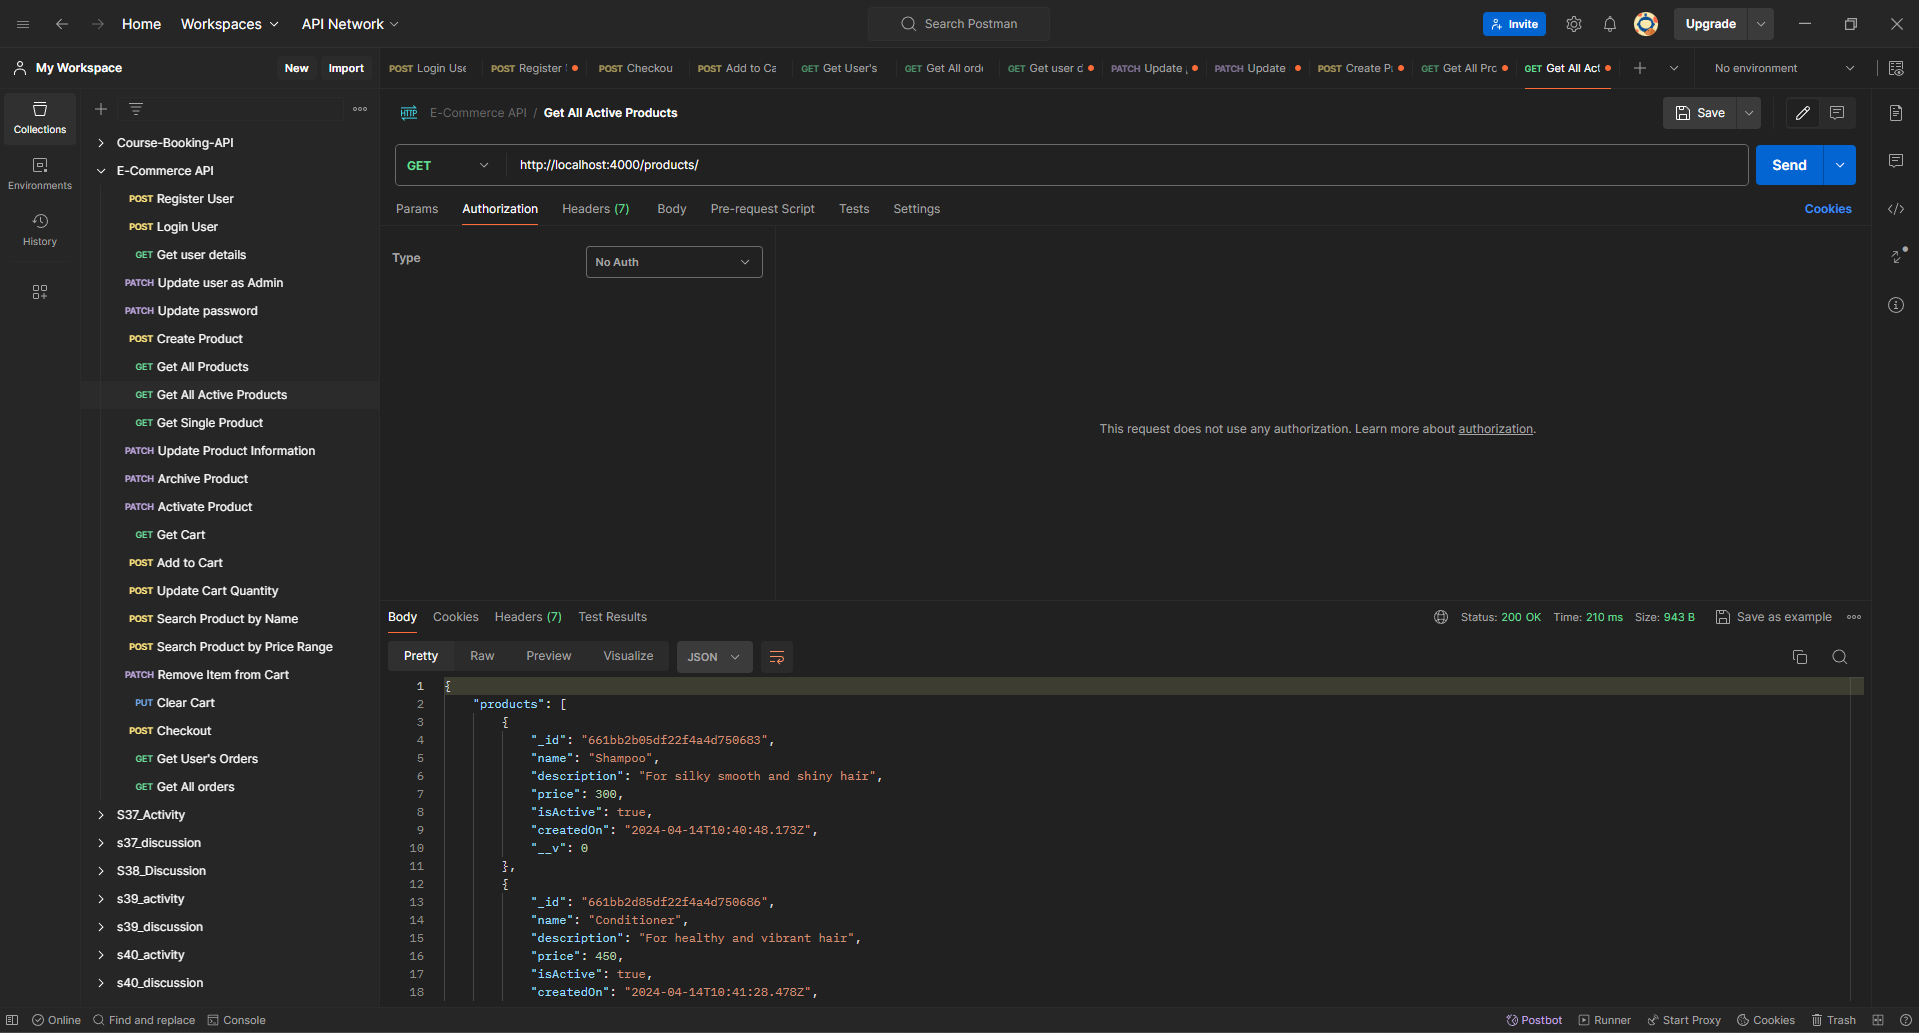 Home Workspaces API Network Search Postman Invite Upgrade
My Workspace New Import
POST Login Use POST Register POST Checkou POST Add to Ca GET Get User's GET Get All ord GET Get user d PATCH Update PATCH Update POST Create Pr GET Get All Pro GET Get All Act No environment
Collections
Environments
History
Course-Booking-API
E-Commerce API
POST Register User
POST Login User
GET Get user details
PATCH Update user as Admin
PATCH Update password
POST Create Product
GET Get All Products
GET Get All Active Products
GET Get Single Product
PATCH Update Product Information
PATCH Archive Product
PATCH Activate Product
GET Get Cart
POST Add to Cart
POST Update Cart Quantity
POST Search Product by Name
POST Search Product by Price Range
PATCH Remove Item from Cart
PUT Clear Cart
POST Checkout
GET Get User's Orders
GET Get All orders
S37_Activity
s37_discussion
S38_Discussion
s39_activity
s39_discussion
s40_activity
s40_discussion
HTTP E-Commerce API / Get All Active Products Save
GET http://localhost:4000/products/ Send
Params Authorization Headers (7) Body Pre-request Script Tests Settings Cookies
Type No Auth
This request does not use any authorization. Learn more about authorization.
Body Cookies Headers (7) Test Results Status: 200 OK Time: 210 ms Size: 943 B Save as example
Pretty Raw Preview Visualize JSON
1 {
2 "products": [
3 {
4 "_id": "661bb2b05df22f4a4d750683",
5 "name": "Shampoo",
6 "description": "For silky smooth and shiny hair",
7 "price": 300,
8 "isActive": true,
9 "createdOn": "2024-04-14T10:40:48.173Z",
10 "__v": 0
11 },
12 {
13 "_id": "661bb2d85df22f4a4d750686",
14 "name": "Conditioner",
15 "description": "For healthy and vibrant hair",
16 "price": 450,
17 "isActive": true,
18 "createdOn": "2024-04-14T10:41:28.478Z",
Online Find and replace Console Postbot Runner Start Proxy Cookies Trash